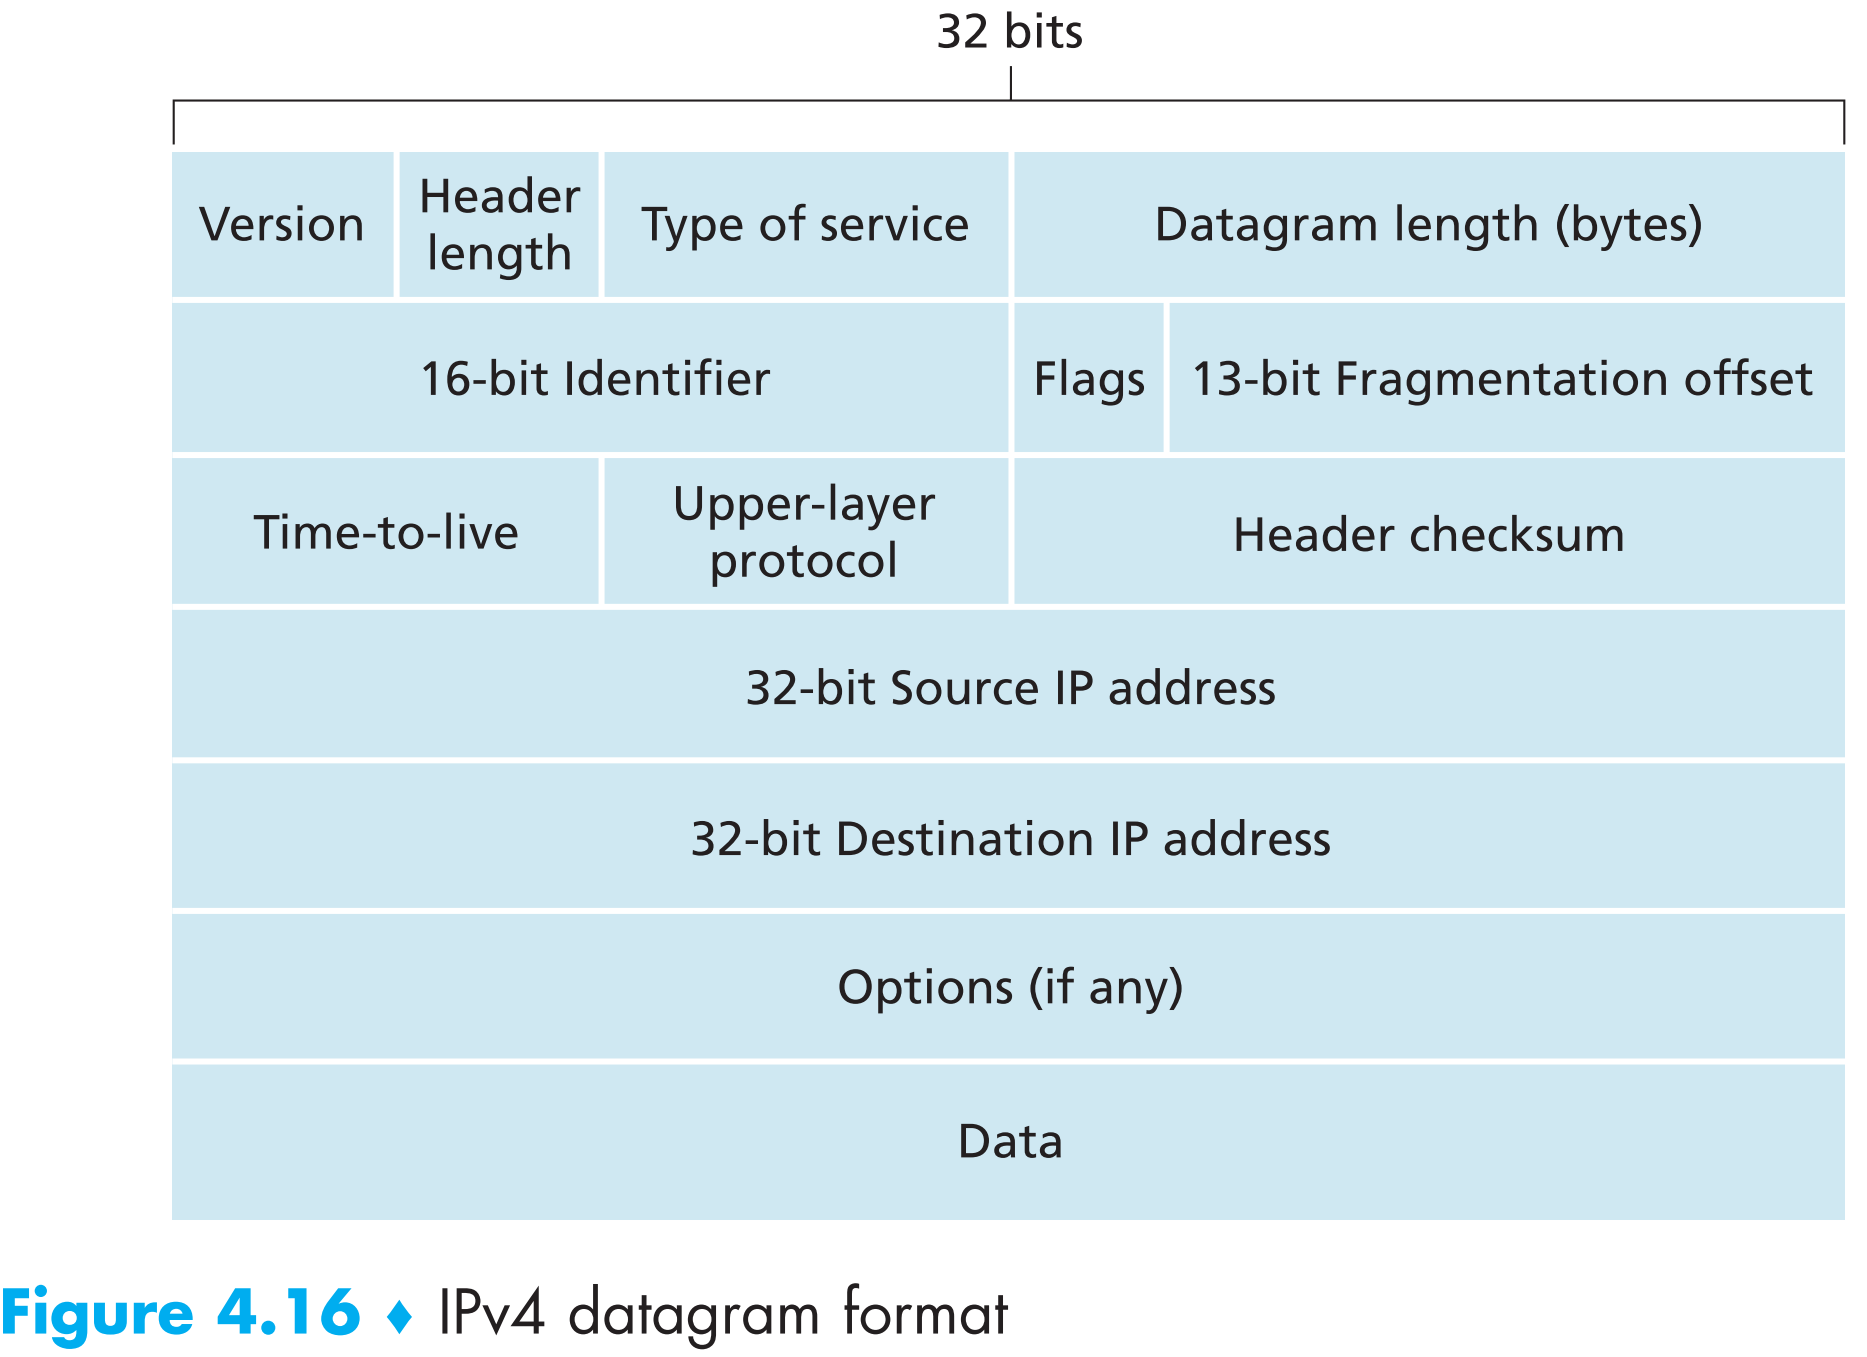 32 bits
Version
Header
length
Type of service
Datagram length (bytes)
16-bit Identifier
Flags
13-bit Fragmentation offset
Time-to-live
Upper-layer
protocol
Header checksum
32-bit Source IP address
32-bit Destination IP address
Options (if any)
Data
Figure 4.16 ♦ IPv4 datagram format